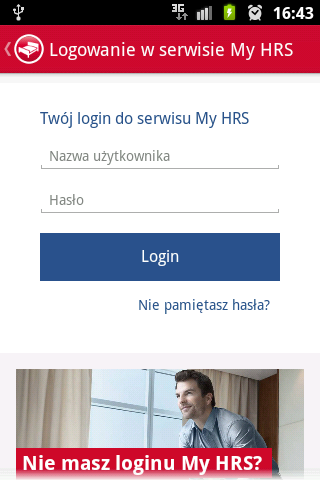 3G
16:43
Logowanie w serwisie My HRS
Twój login do serwisu My HRS
Nazwa użytkownika
Hasło
Login
Nie pamiętasz hasła?
Nie masz loginu My HRS?